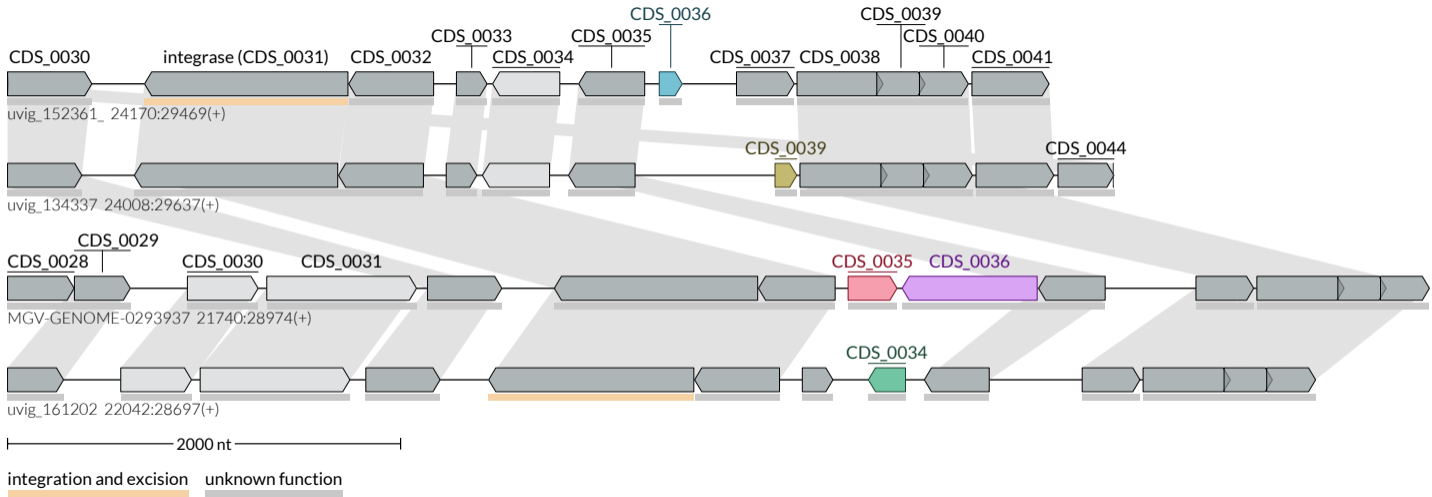 CDS_0039
CDS_0036
CDS_0033 CDS_0035 CDS_0040
CDS_0030 integrase (CDS_0031) CDS_0032 CDS_0034 CDS_0037 CDS_0038 CDS_0041
uvig_152361_ 24170:29469(+)
CDS_0039 CDS_0044
uvig_134337 24008:29637(+)
CDS_0029
CDS_0028 CDS_0030 CDS_0031 CDS_0035 CDS_0036
MGV-GENOME-0293937 21740:28974(+)
CDS_0034
uvig_161202 22042:28697(+)
2000 nt
integration and excision unknown function